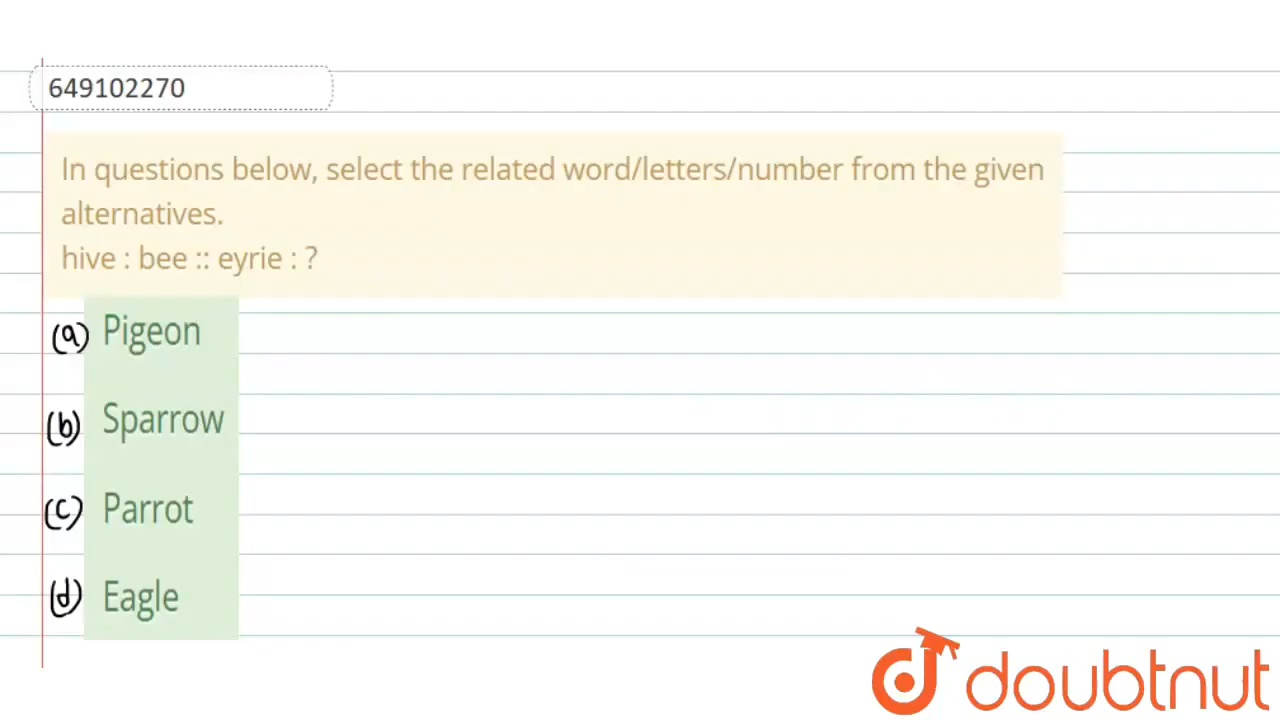 649102270
In questions below, select the related word/letters/number from the given
alternatives.
hive : bee :: eyrie : ?
(a) Pigeon
(b) Sparrow
(c) Parrot
(d) Eagle
doubtnut